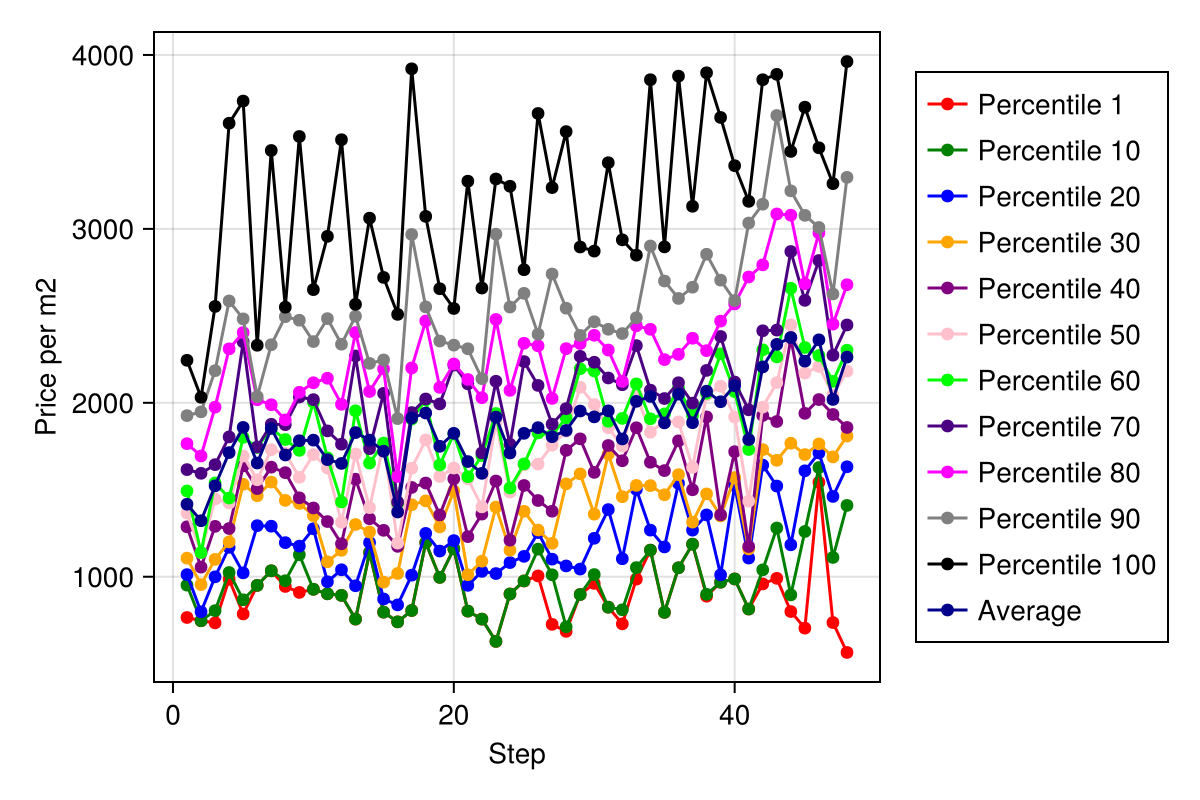 4000
3000
2000
1000
Price per m2
0
20
40
Step
Percentile 1
Percentile 10
Percentile 20
Percentile 30
Percentile 40
Percentile 50
Percentile 60
Percentile 70
Percentile 80
Percentile 90
Percentile 100
Average